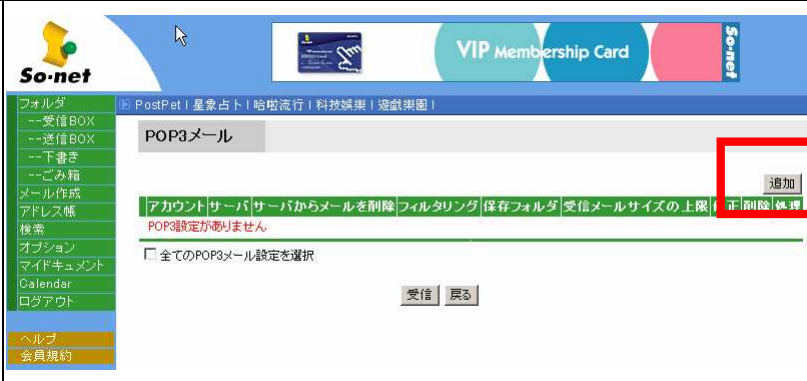 So-net
VIP Membership Card
So-net
PostPet | 星象占卜 | 哈啦流行 | 科技娛樂 | 遊戲樂園 |
フォルダ
--受信BOX
--送信BOX
--下書き
--ごみ箱
メール作成
アドレス帳
検索
オプション
マイドキュメント
Calendar
ログアウト
ヘルプ
会員規約
POP3メール
追加
アカウント サーバ サーバからメールを削除 フィルタリング 保存フォルダ 受信メールサイズの上限 正 削除 処理
POP3設定がありません
全てのPOP3メール設定を選択
受信 戻る